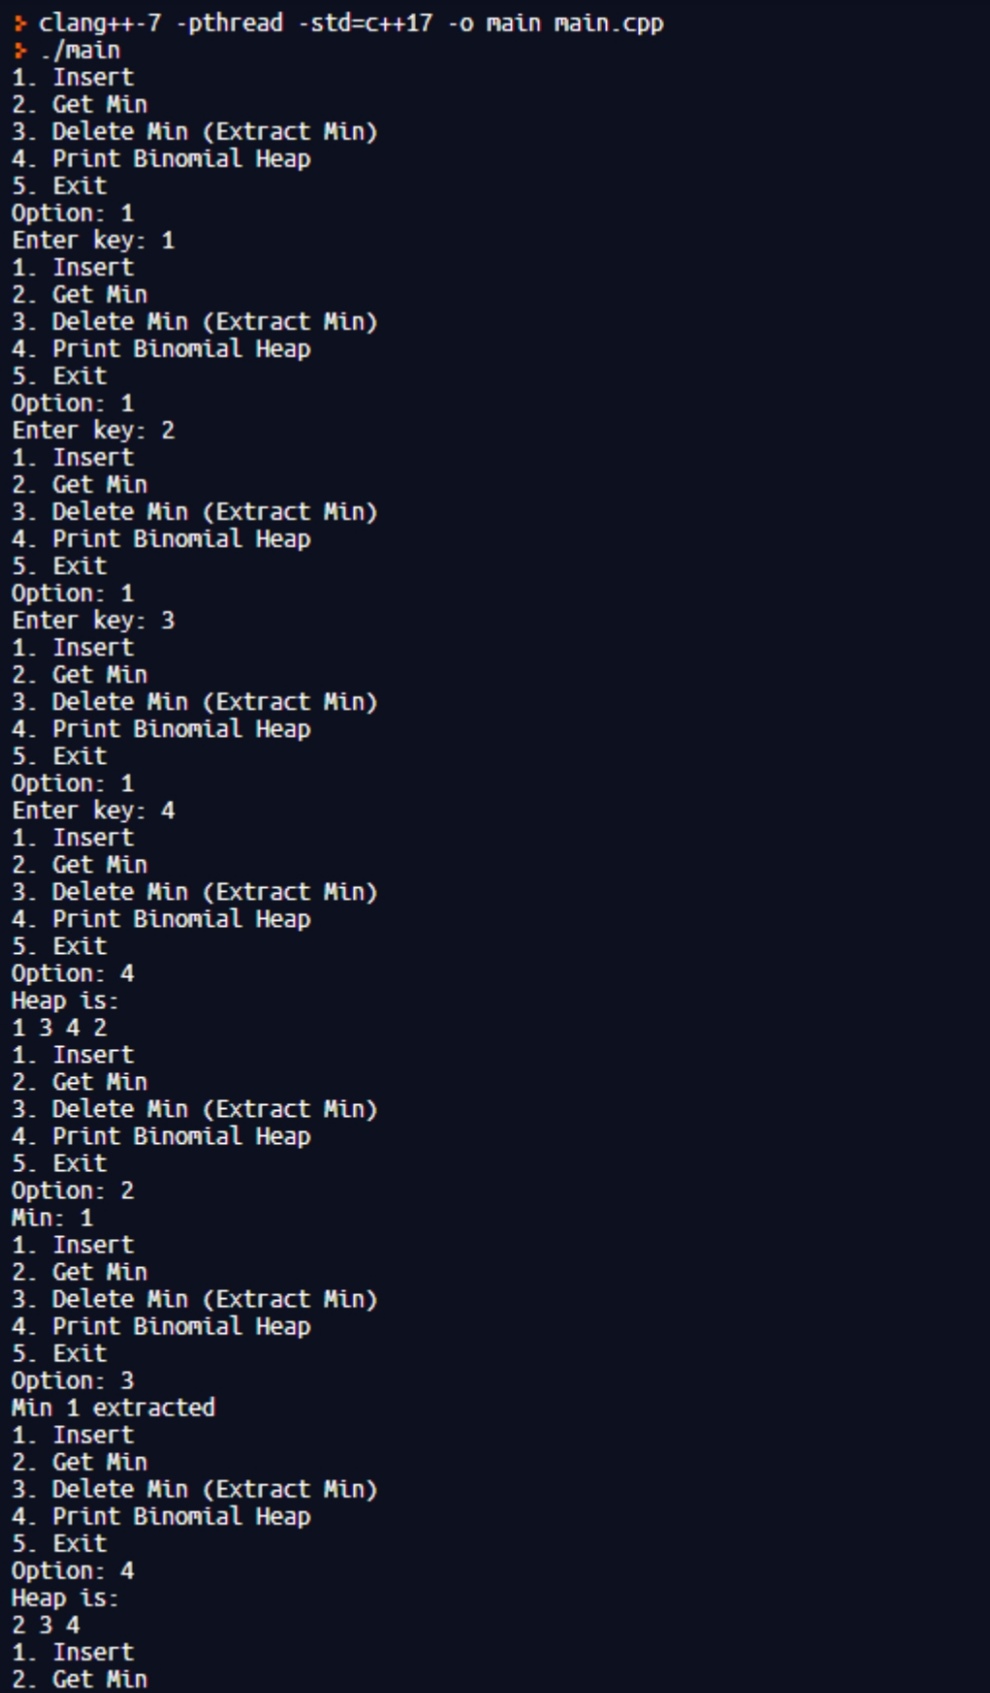 clang++-7 -pthread -std=c++17 -o main main.cpp
./main
1. Insert
2. Get Min
3. Delete Min (Extract Min)
4. Print Binomial Heap
5. Exit
Option: 1
Enter key: 1
1. Insert
2. Get Min
3. Delete Min (Extract Min)
4. Print Binomial Heap
5. Exit
Option: 1
Enter key: 2
1. Insert
2. Get Min
3. Delete Min (Extract Min)
4. Print Binomial Heap
5. Exit
Option: 1
Enter key: 3
1. Insert
2. Get Min
3. Delete Min (Extract Min)
4. Print Binomial Heap
5. Exit
Option: 1
Enter key: 4
1. Insert
2. Get Min
3. Delete Min (Extract Min)
4. Print Binomial Heap
5. Exit
Option: 4
Heap is:
1 3 4 2
1. Insert
2. Get Min
3. Delete Min (Extract Min)
4. Print Binomial Heap
5. Exit
Option: 2
Min: 1
1. Insert
2. Get Min
3. Delete Min (Extract Min)
4. Print Binomial Heap
5. Exit
Option: 3
Min 1 extracted
1. Insert
2. Get Min
3. Delete Min (Extract Min)
4. Print Binomial Heap
5. Exit
Option: 4
Heap is:
2 3 4
1. Insert
2. Get Min